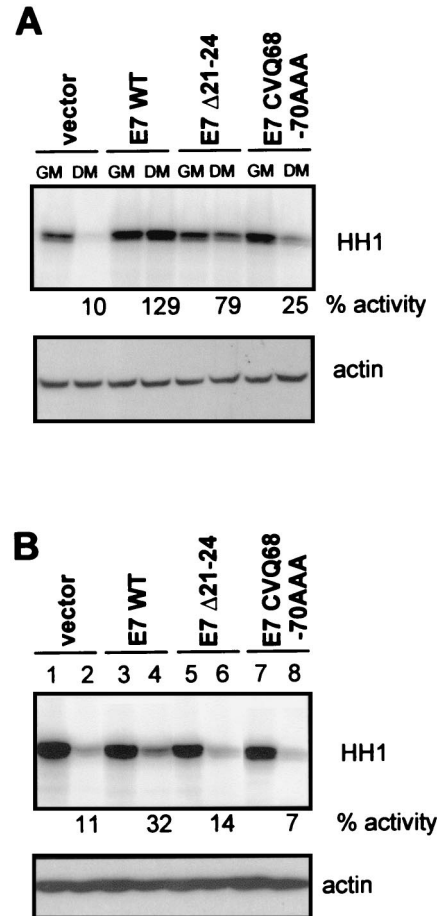 A
vector
E7 WT
E7 Δ21-24
E7 CVQ68
-70AAA
GM DM GM DM GM DM GM DM
HH1
10 129 79 25 % activity
actin
B
vector
E7 WT
E7 Δ21-24
E7 CVQ68
-70AAA
1 2 3 4 5 6 7 8
HH1
11 32 14 7 % activity
actin